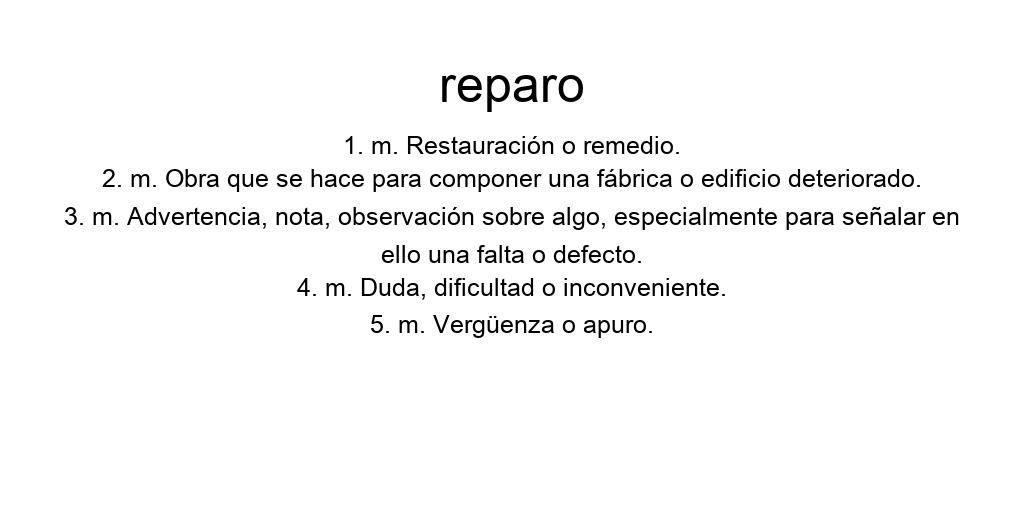 reparo
1. m. Restauración o remedio.
2. m. Obra que se hace para componer una fábrica o edificio deteriorado.
3. m. Advertencia, nota, observación sobre algo, especialmente para señalar en
ello una falta o defecto.
4. m. Duda, dificultad o inconveniente.
5. m. Vergüenza o apuro.